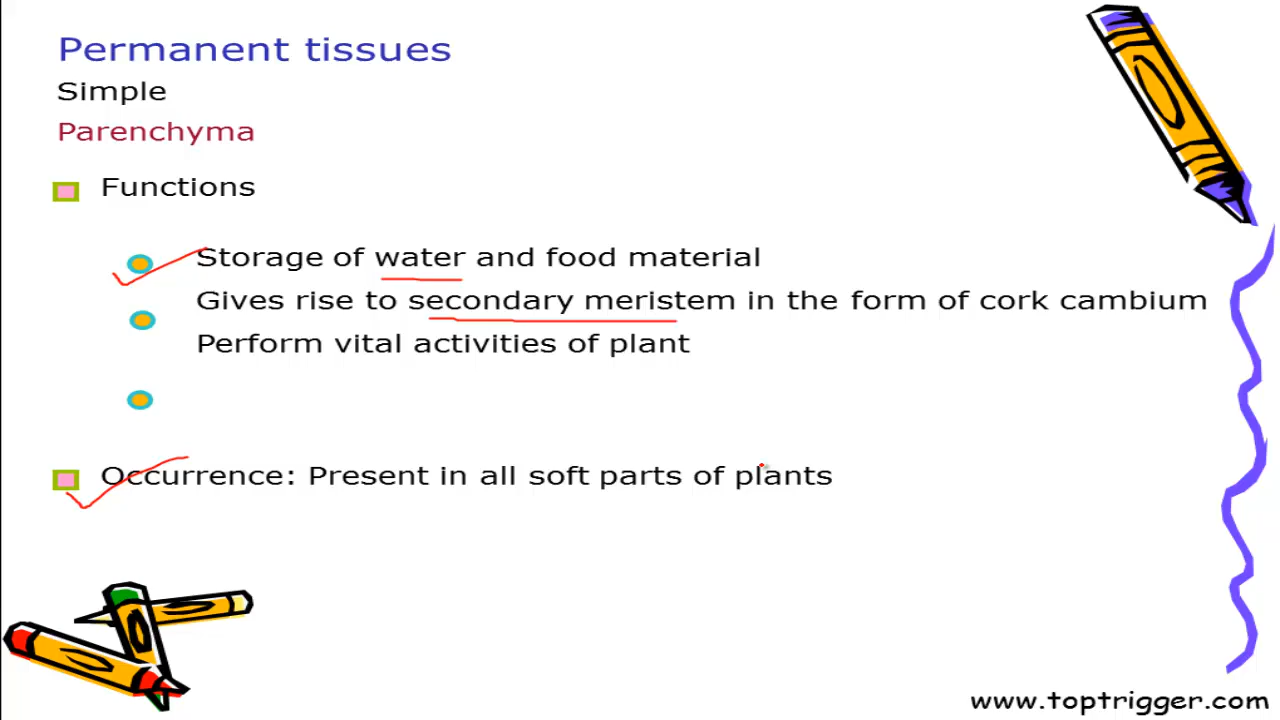 Permanent tissues
Simple
Parenchyma
Functions
Storage of water and food material
Gives rise to secondary meristem in the form of cork cambium
Perform vital activities of plant
Occurrence: Present in all soft parts of plants
www.toptrigger.com